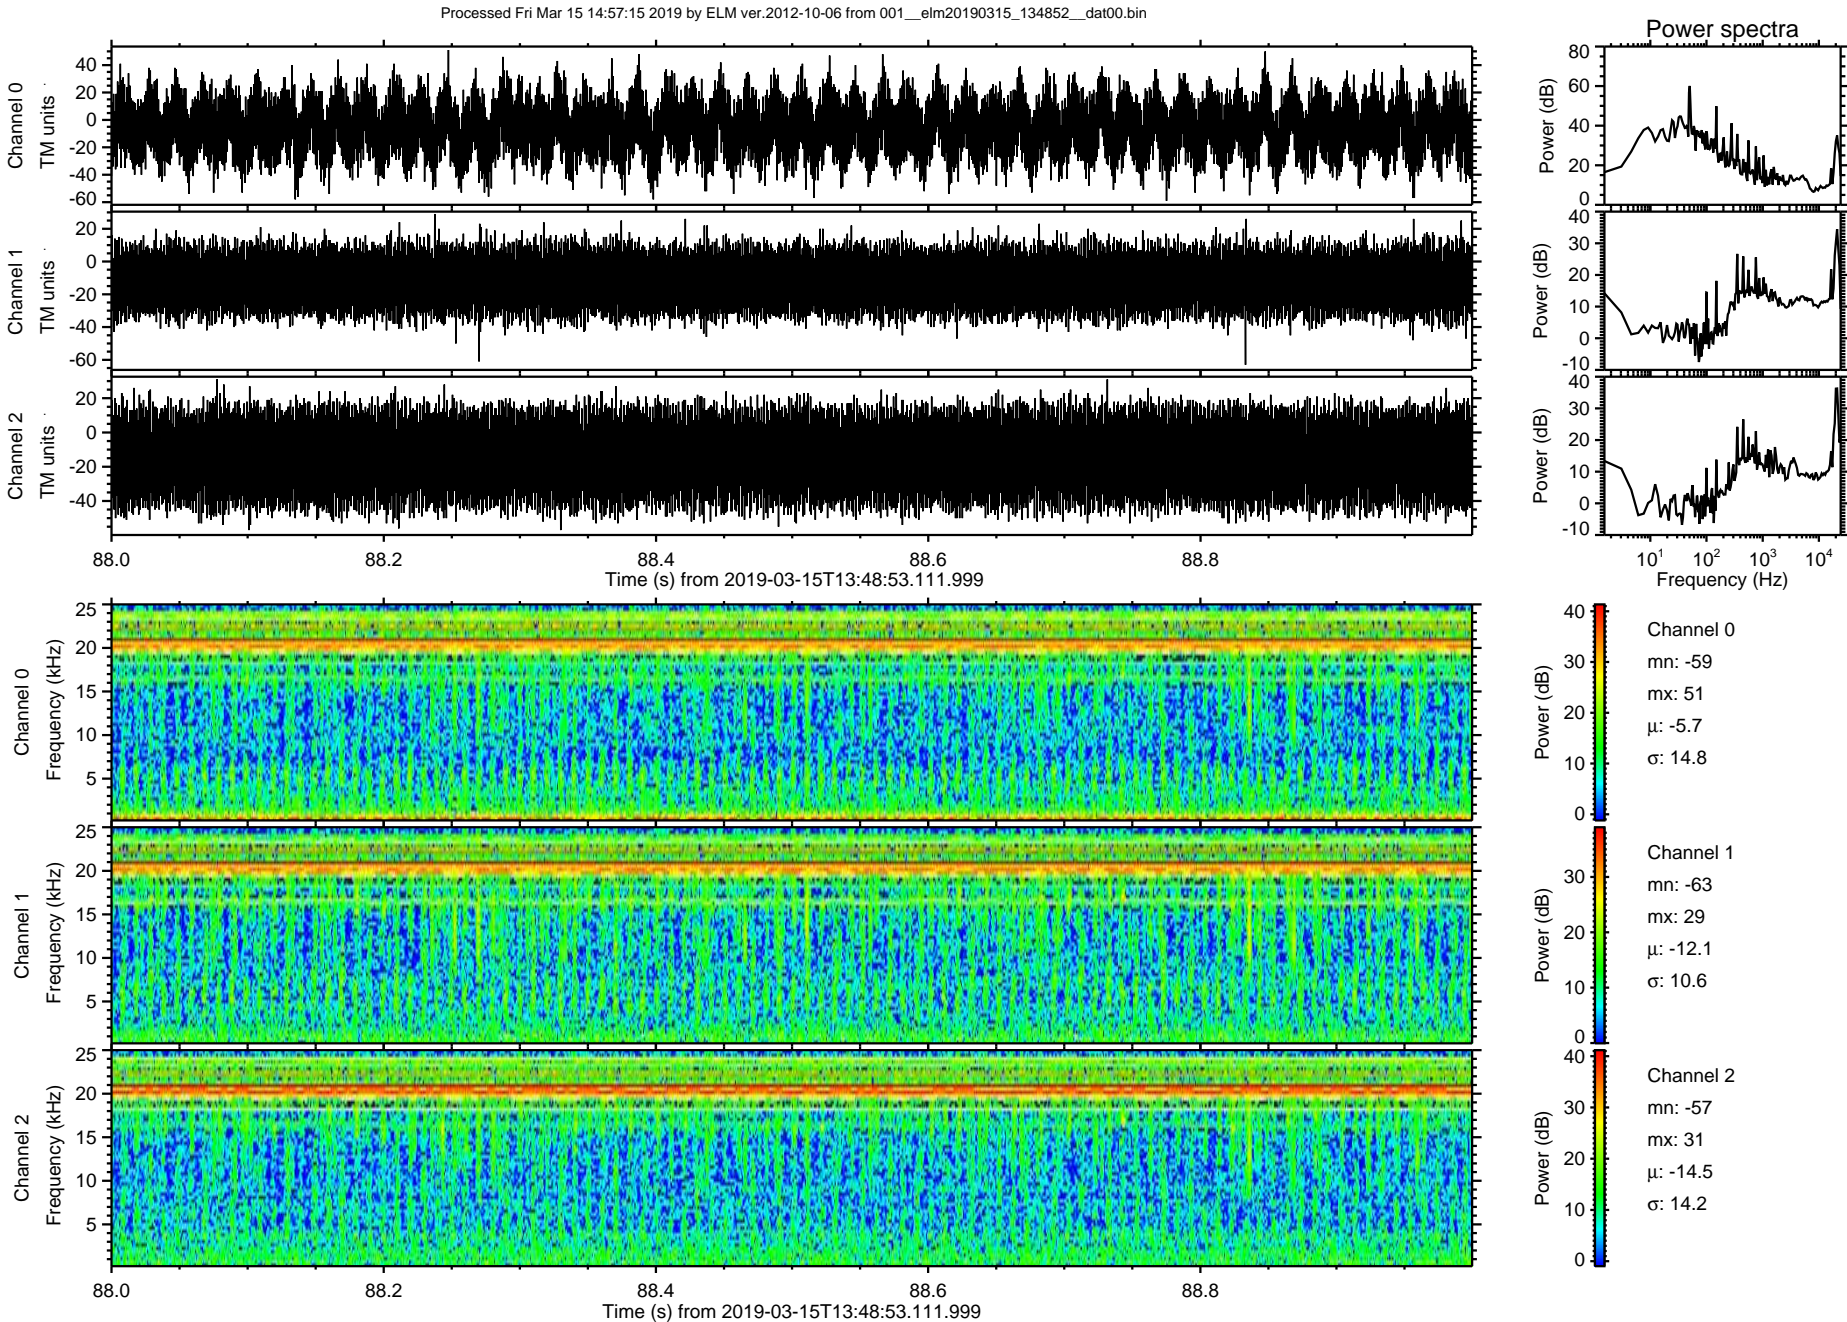 Processed Fri Mar 15 14:57:15 2019 by ELM ver.2012-10-06 from 001__elm20190315_134852__dat00.bin
Power spectra
Channel 0
TM units
40
20
0
-20
-40
-60
Power (dB)
80
60
40
20
0
Channel 1
TM units
20
0
-20
-40
-60
Power (dB)
40
30
20
10
0
-10
Channel 2
TM units
20
0
-20
-40
Power (dB)
40
30
20
10
0
-10
88.0 88.2 88.4 88.6 88.8
Time (s) from 2019-03-15T13:48:53.111.999
10¹ 10² 10³ 10⁴
Frequency (Hz)
Channel 0
Frequency (kHz)
25
20
15
10
5
Power (dB)
40
30
20
10
0
Channel 0
mn: -59
mx: 51
μ: -5.7
σ: 14.8
Channel 1
Frequency (kHz)
25
20
15
10
5
Power (dB)
30
20
10
0
Channel 1
mn: -63
mx: 29
μ: -12.1
σ: 10.6
Channel 2
Frequency (kHz)
25
20
15
10
5
Power (dB)
40
30
20
10
0
Channel 2
mn: -57
mx: 31
μ: -14.5
σ: 14.2
88.0 88.2 88.4 88.6 88.8
Time (s) from 2019-03-15T13:48:53.111.999